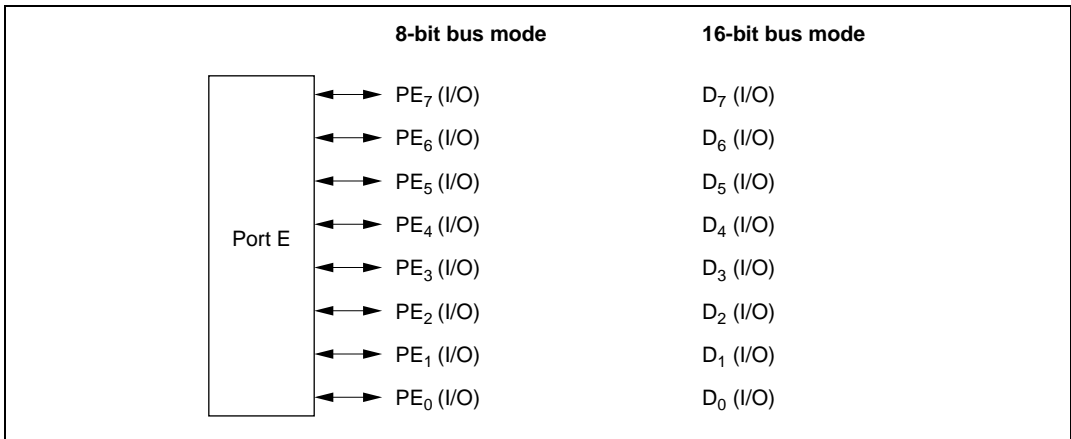 8-bit bus mode 16-bit bus mode
PE7 (I/O) D7 (I/O)
PE6 (I/O) D6 (I/O)
PE5 (I/O) D5 (I/O)
PE4 (I/O) D4 (I/O)
Port E
PE3 (I/O) D3 (I/O)
PE2 (I/O) D2 (I/O)
PE1 (I/O) D1 (I/O)
PE0 (I/O) D0 (I/O)